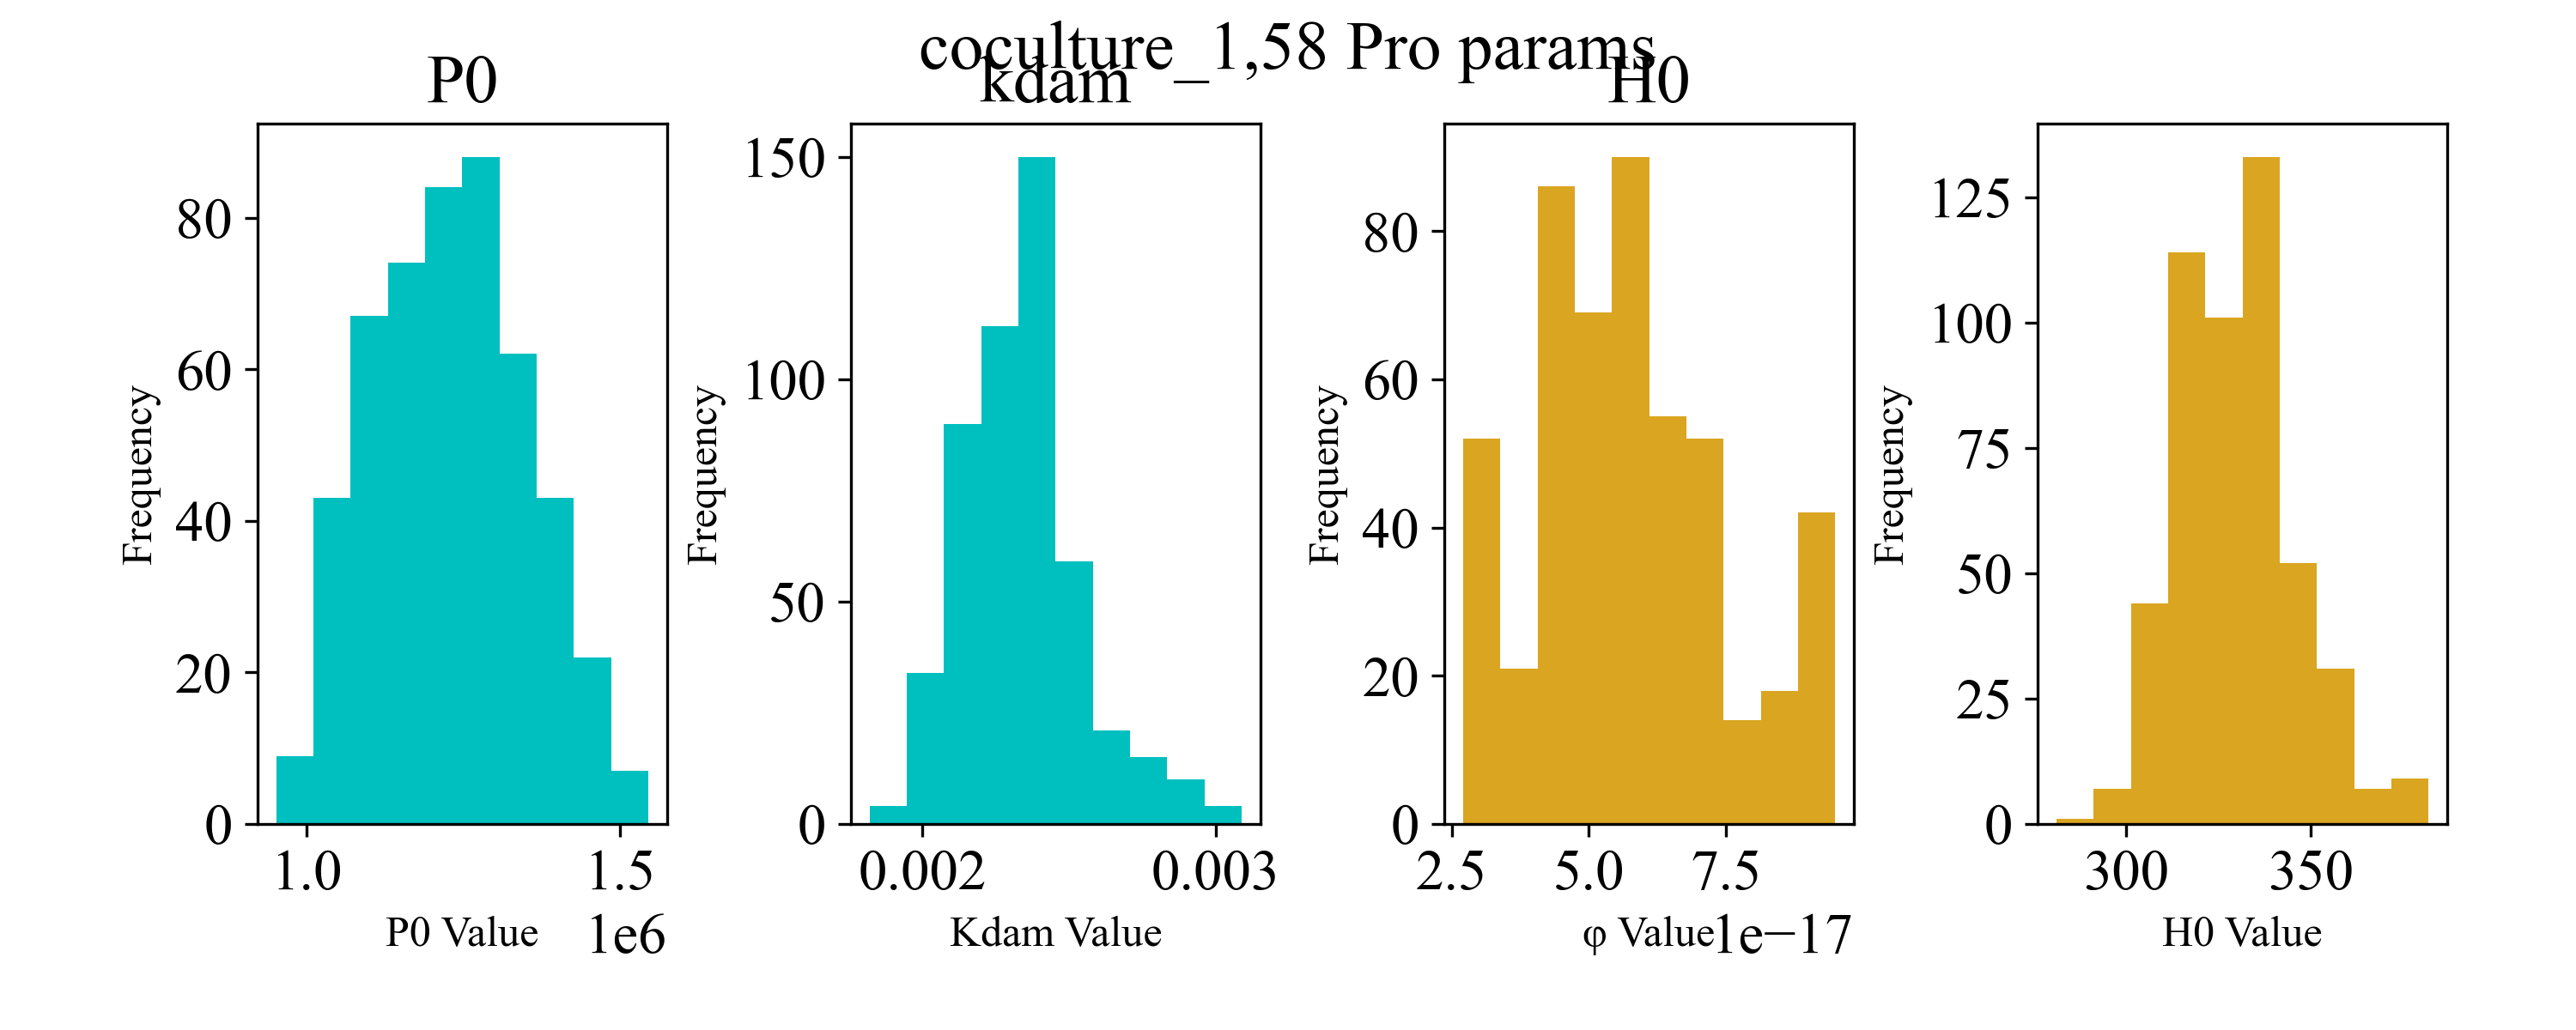 coculture_1,58 Pro params
P0
kdam
H0
Frequency
80
60
40
20
0
1.0
1.5
P0 Value
1e6
Frequency
150
100
50
0
0.002
0.003
Kdam Value
Frequency
80
60
40
20
0
2.5
5.0
7.5
φ Value
1e−17
Frequency
125
100
75
50
25
0
300
350
H0 Value